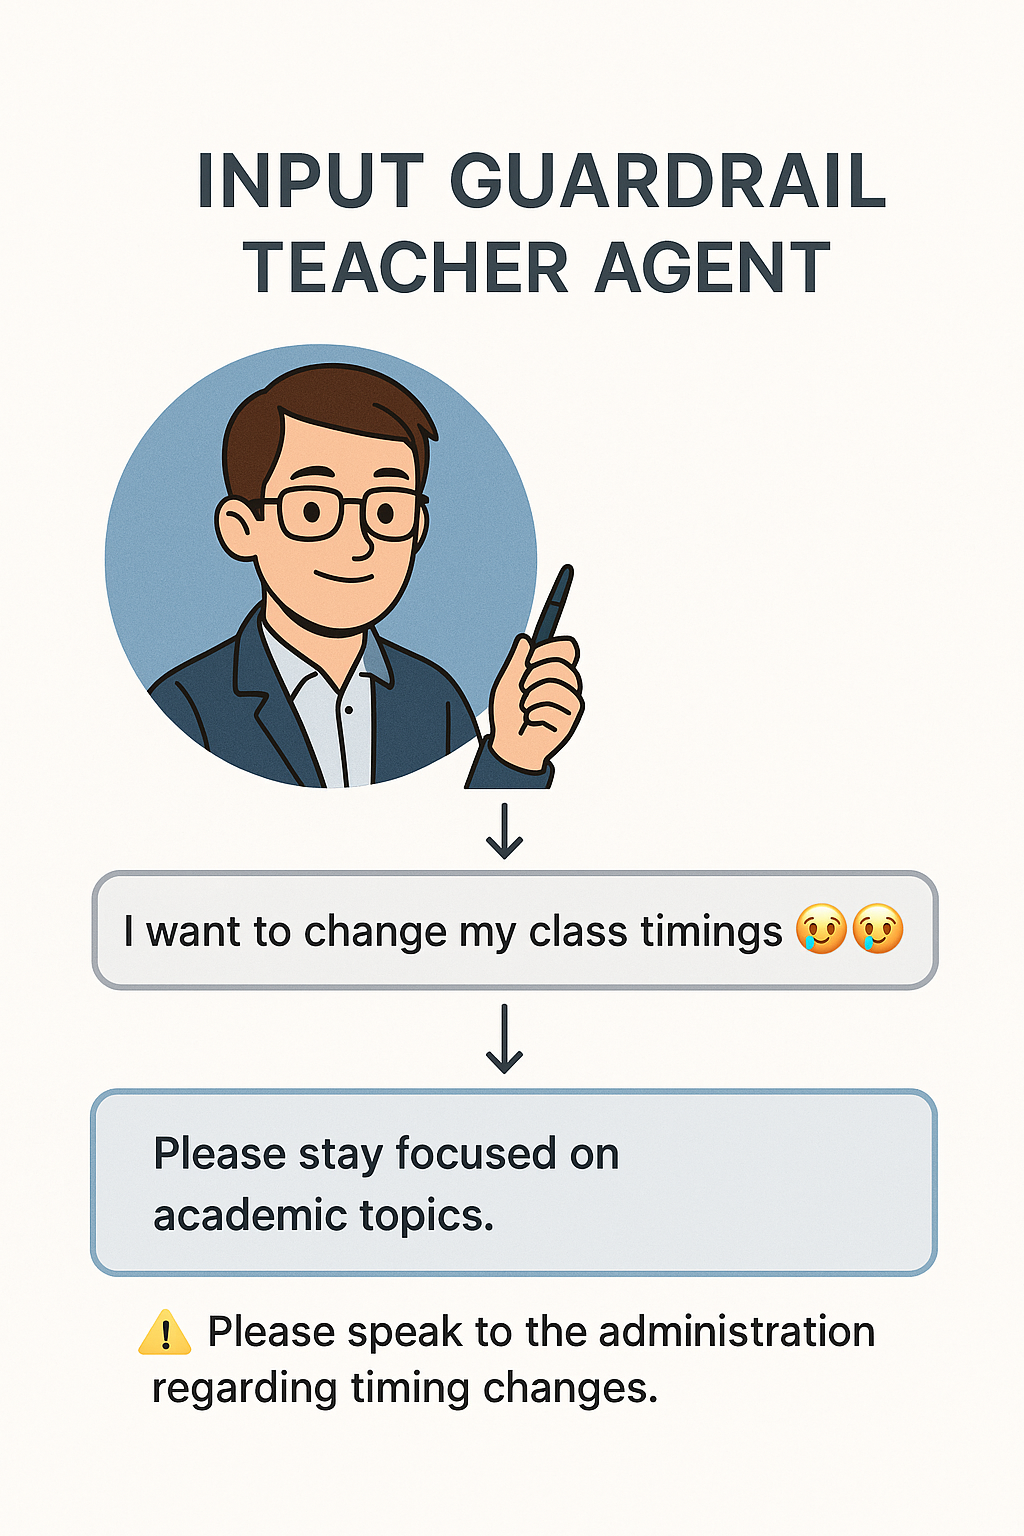 INPUT GUARDRAIL
TEACHER AGENT
I want to change my class timings 🥲🥲
Please stay focused on
academic topics.
⚠️ Please speak to the administration
regarding timing changes.